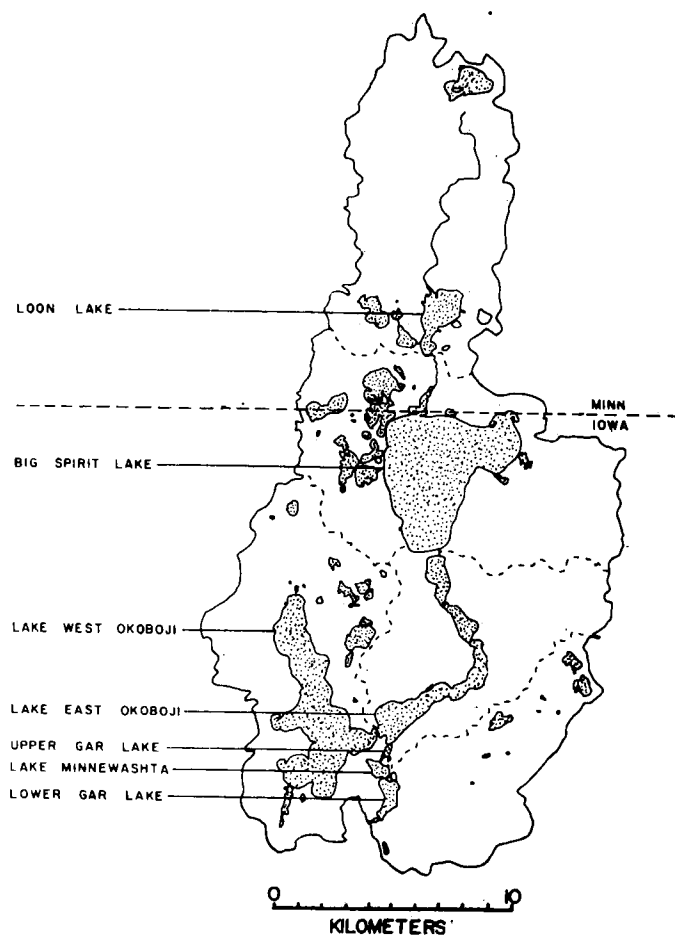 LOON LAKE
MINN
IOWA
BIG SPIRIT LAKE
LAKE WEST OKOBOJI
LAKE EAST OKOBOJI
UPPER GAR LAKE
LAKE MINNEWASHTA
LOWER GAR LAKE
0 10
KILOMETERS